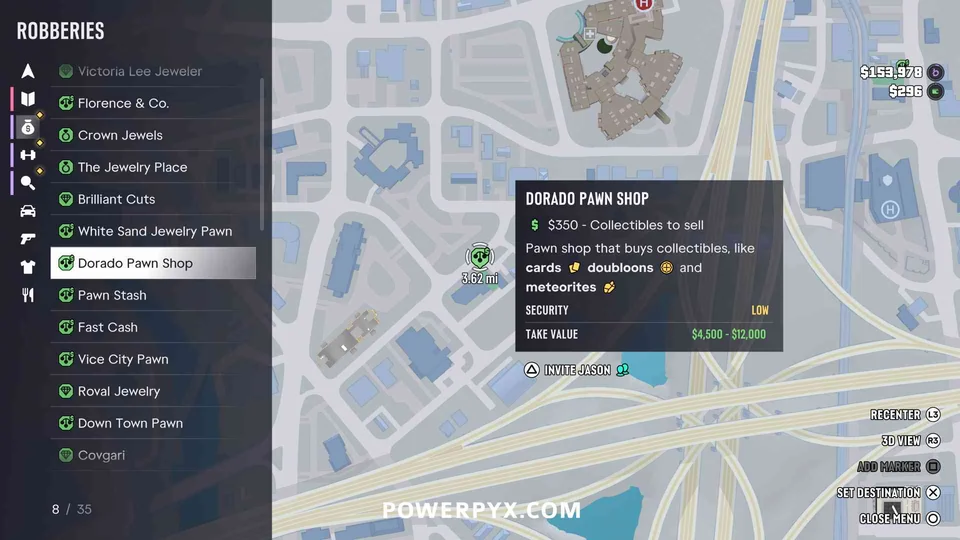 ROBBERIES
Victoria Lee Jeweler
Florence & Co.
Crown Jewels
The Jewelry Place
Brilliant Cuts
White Sand Jewelry Pawn
Dorado Pawn Shop
Pawn Stash
Fast Cash
Vice City Pawn
Roval Jewelry
Down Town Pawn
Covgari
8 / 35
H
$153,978
$296
3.62 mi
DORADO PAWN SHOP
$ $350 - Collectibles to sell
Pawn shop that buys collectibles, like
cards doubloons and
meteorites
SECURITY LOW
TAKE VALUE $4,500 - $12,000
INVITE JASON
H
RECENTER L3
3D VIEW R3
ADD MARKER
SET DESTINATION
CLOSE MENU
POWERPYX.COM